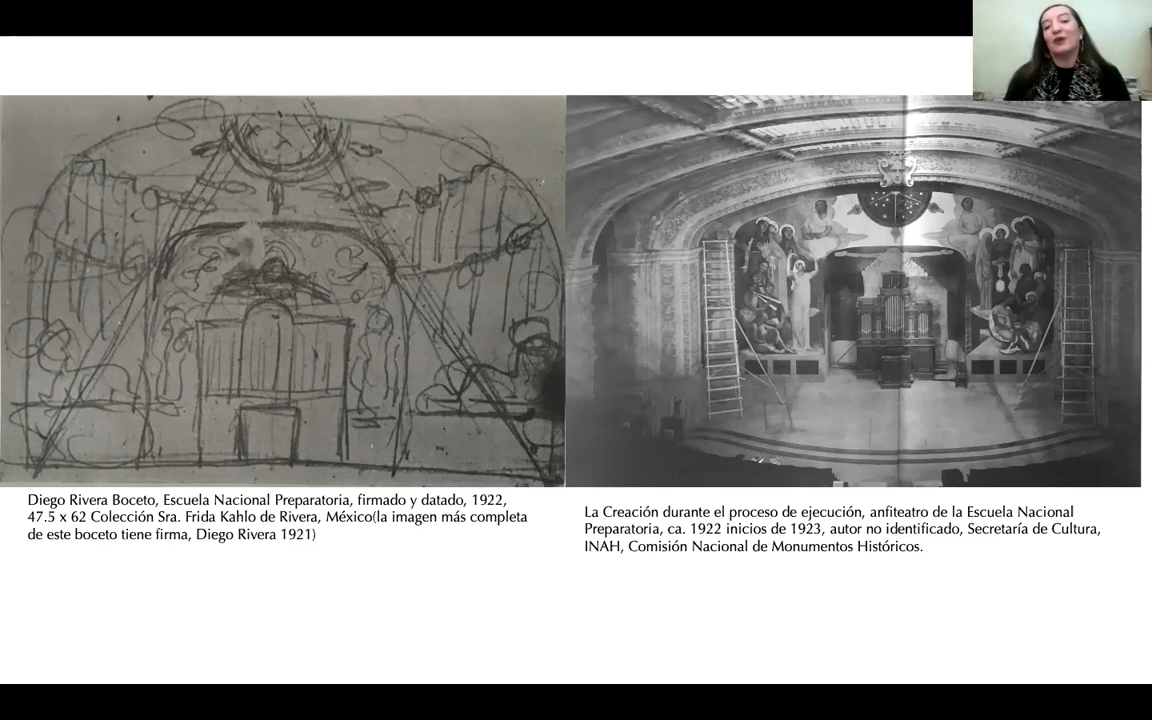 Diego Rivera Boceto, Escuela Nacional Preparatoria, firmado y datado, 1922,
47.5 x 62 Colección Sra. Frida Kahlo de Rivera, México(la imagen más completa
de este boceto tiene firma, Diego Rivera 1921)
La Creación durante el proceso de ejecución, anfiteatro de la Escuela Nacional
Preparatoria, ca. 1922 inicios de 1923, autor no identificado, Secretaría de Cultura,
INAH, Comisión Nacional de Monumentos Históricos.